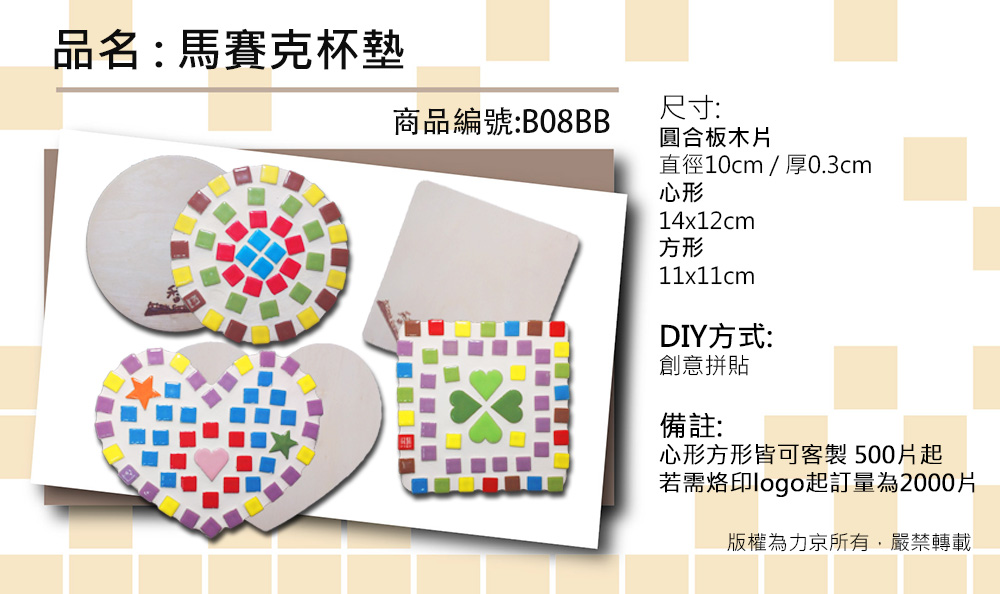 品名 : 馬賽克杯墊
商品編號:B08BB
尺寸:
圓合板木片
直徑10cm / 厚0.3cm
心形
14x12cm
方形
11x11cm
DIY方式:
創意拼貼
備註:
心形方形皆可客製 500片起
若需烙印logo起訂量為2000片
版權為力京所有，嚴禁轉載